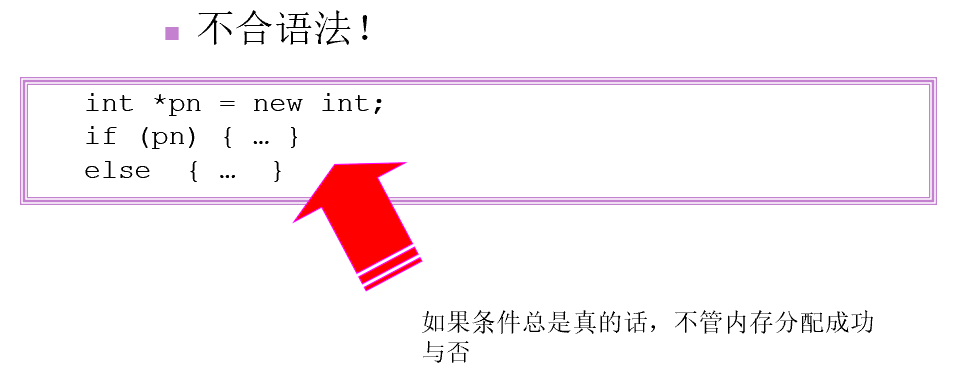 不合语法！
int *pn = new int;
if (pn) { … }
else { … }
如果条件总是真的话，不管内存分配成功
与否